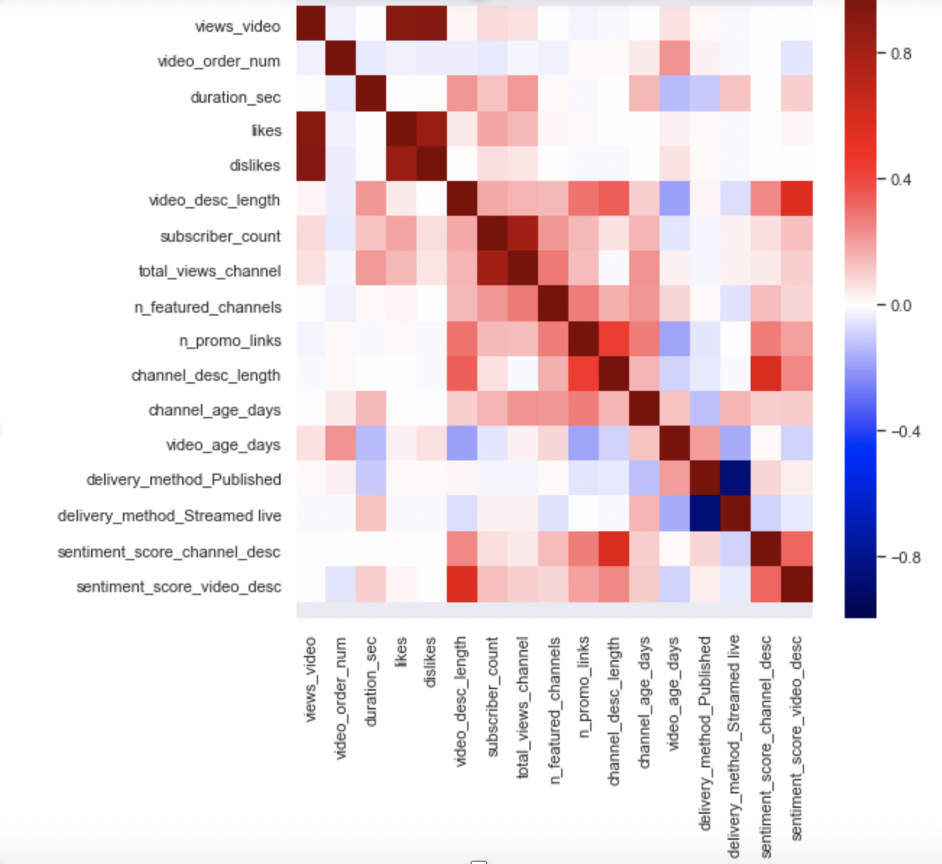 views_video
video_order_num
duration_sec
likes
dislikes
video_desc_length
subscriber_count
total_views_channel
n_featured_channels
n_promo_links
channel_desc_length
channel_age_days
video_age_days
delivery_method_Published
delivery_method_Streamed live
sentiment_score_channel_desc
sentiment_score_video_desc
views_video
video_order_num
duration_sec
likes
dislikes
video_desc_length
subscriber_count
total_views_channel
n_featured_channels
n_promo_links
channel_desc_length
channel_age_days
video_age_days
delivery_method_Published
delivery_method_Streamed live
sentiment_score_channel_desc
sentiment_score_video_desc
0.8
0.4
0.0
−0.4
−0.8